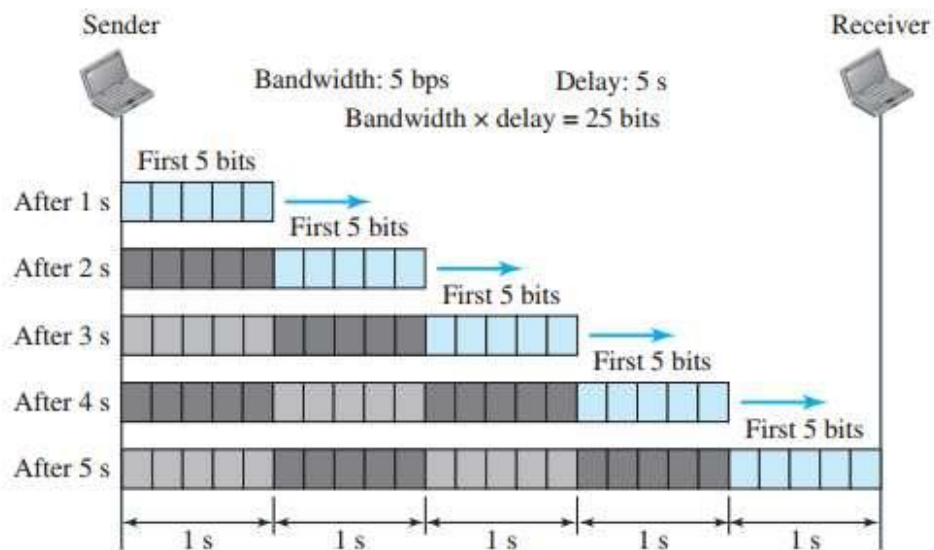 Sender
Receiver
Bandwidth: 5 bps Delay: 5 s
Bandwidth × delay = 25 bits
First 5 bits
After 1 s
First 5 bits
After 2 s
First 5 bits
After 3 s
First 5 bits
After 4 s
First 5 bits
After 5 s
1 s 1 s 1 s 1 s 1 s